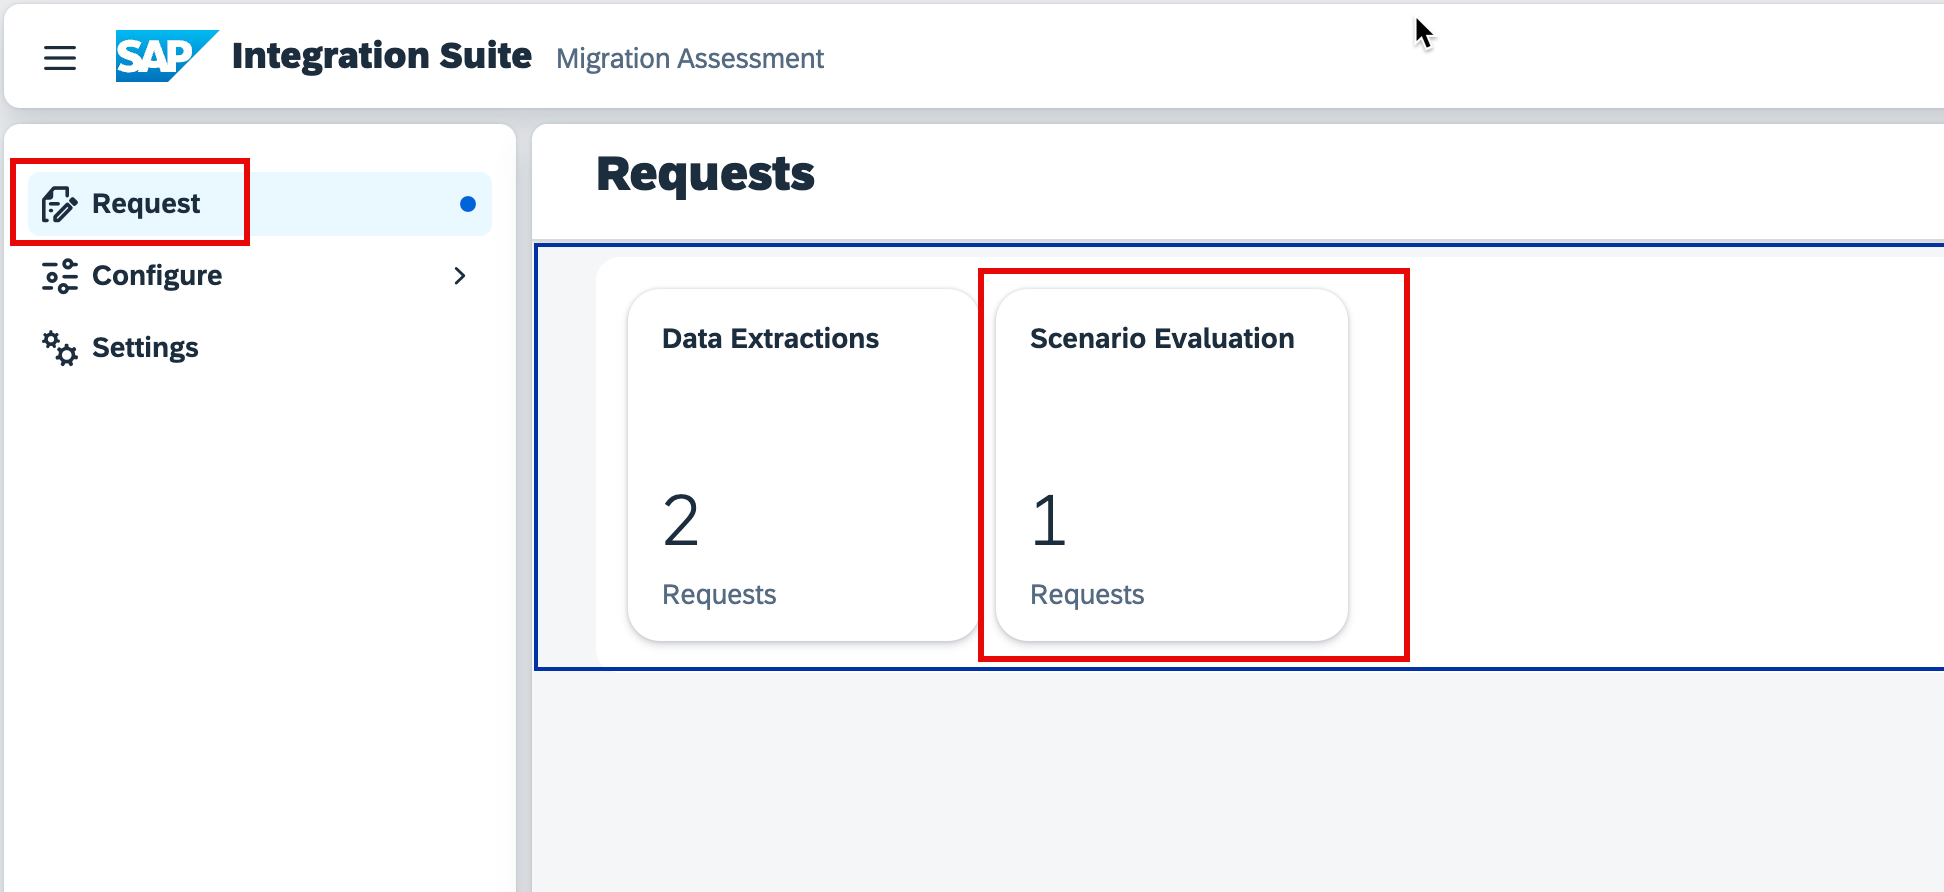 SAP Integration Suite Migration Assessment
Request
Configure
Settings
Requests
Data Extractions
2
Requests
Scenario Evaluation
1
Requests